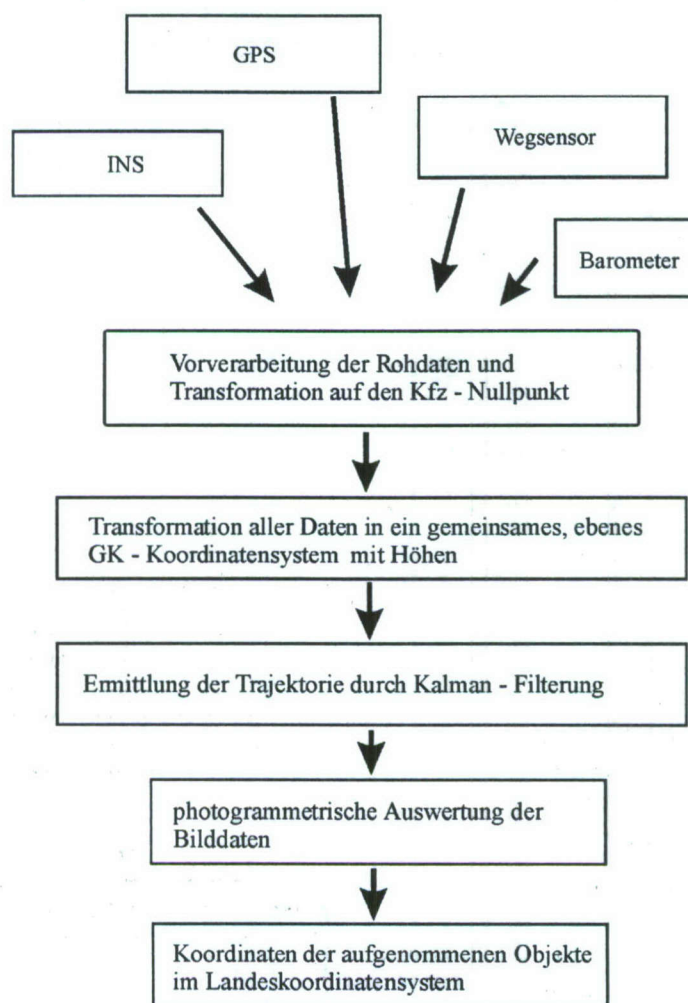 GPS
Wegsensor
INS
Barometer
Vorverarbeitung der Rohdaten und
Transformation auf den Kfz - Nullpunkt
Transformation aller Daten in ein gemeinsames, ebenes
GK - Koordinatensystem mit Höhen
Ermittlung der Trajektorie durch Kalman - Filterung
photogrammetrische Auswertung der
Bilddaten
Koordinaten der aufgenommenen Objekte
im Landeskoordinatensystem